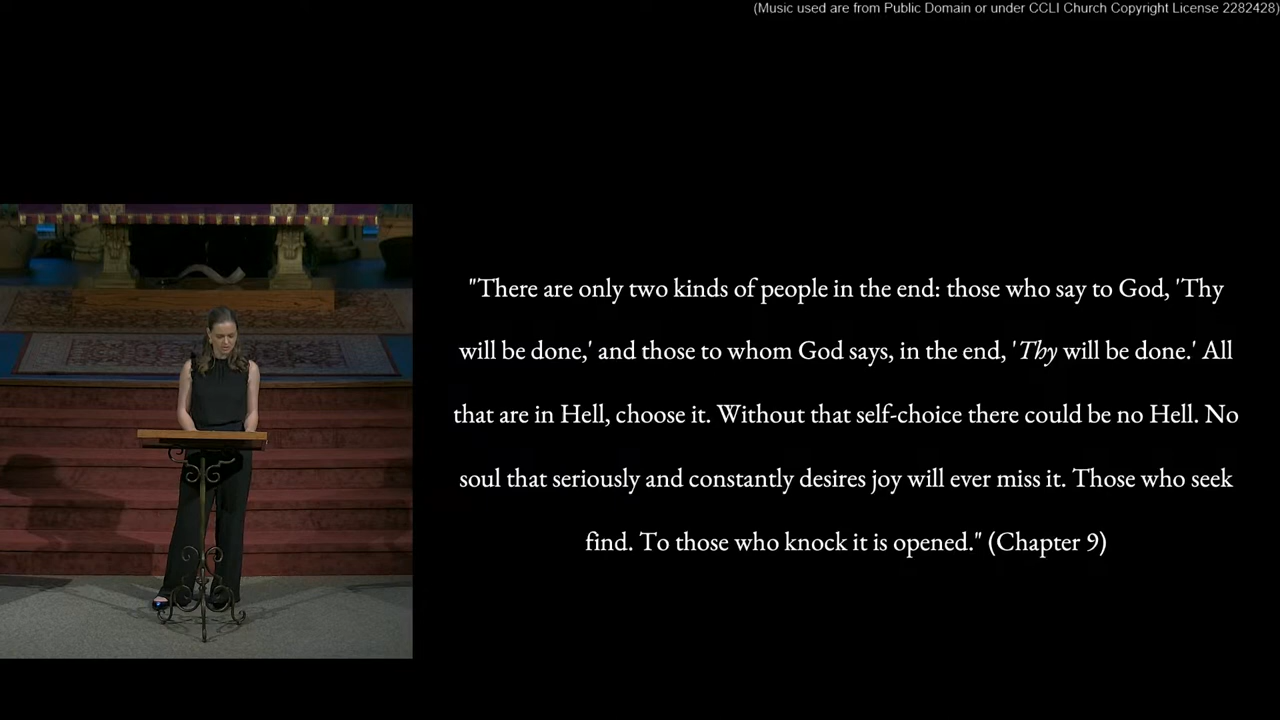 (Music used are from Public Domain or under CCLI Church Copyright License 2282428)
"There are only two kinds of people in the end: those who say to God, 'Thy
will be done,' and those to whom God says, in the end, 'Thy will be done.' All
that are in Hell, choose it. Without that self-choice there could be no Hell. No
soul that seriously and constantly desires joy will ever miss it. Those who seek
find. To those who knock it is opened." (Chapter 9)